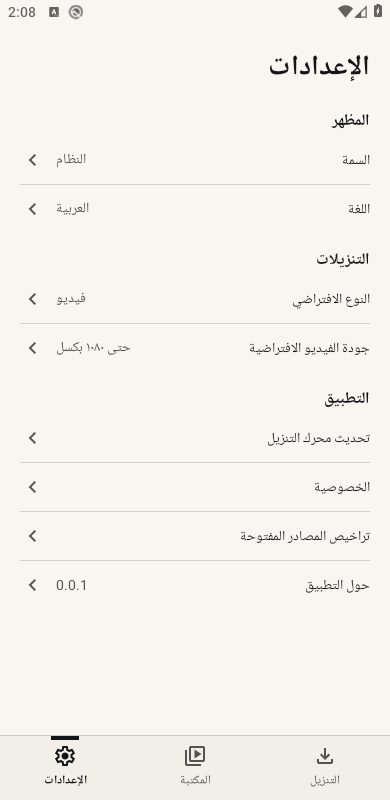 2:08
الإعدادات
المظهر
السمة النظام
اللغة العربية
التنزيلات
النوع الافتراضي فيديو
جودة الفيديو الافتراضية حتى ١٠٨٠ بكسل
التطبيق
تحديث محرك التنزيل
الخصوصية
تراخيص المصادر المفتوحة
حول التطبيق 0.0.1
التنزيل المكتبة الإعدادات